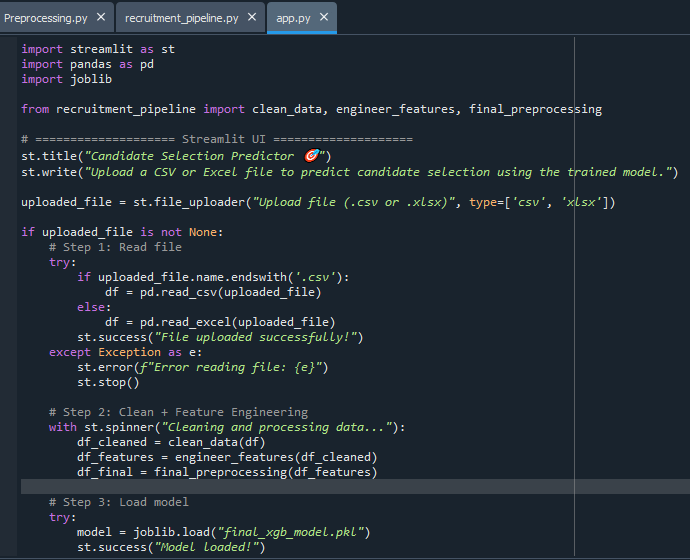 Preprocessing.py ✕ recruitment_pipeline.py ✕ app.py ✕
import streamlit as st
import pandas as pd
import joblib
from recruitment_pipeline import clean_data, engineer_features, final_preprocessing
# ==================== Streamlit UI ====================
st.title("Candidate Selection Predictor 🎯")
st.write("Upload a CSV or Excel file to predict candidate selection using the trained model.")
uploaded_file = st.file_uploader("Upload file (.csv or .xlsx)", type=['csv', 'xlsx'])
if uploaded_file is not None:
    # Step 1: Read file
    try:
        if uploaded_file.name.endswith('.csv'):
            df = pd.read_csv(uploaded_file)
        else:
            df = pd.read_excel(uploaded_file)
        st.success("File uploaded successfully!")
    except Exception as e:
        st.error(f"Error reading file: {e}")
        st.stop()
    # Step 2: Clean + Feature Engineering
    with st.spinner("Cleaning and processing data..."):
        df_cleaned = clean_data(df)
        df_features = engineer_features(df_cleaned)
        df_final = final_preprocessing(df_features)
    # Step 3: Load model
    try:
        model = joblib.load("final_xgb_model.pkl")
        st.success("Model loaded!")